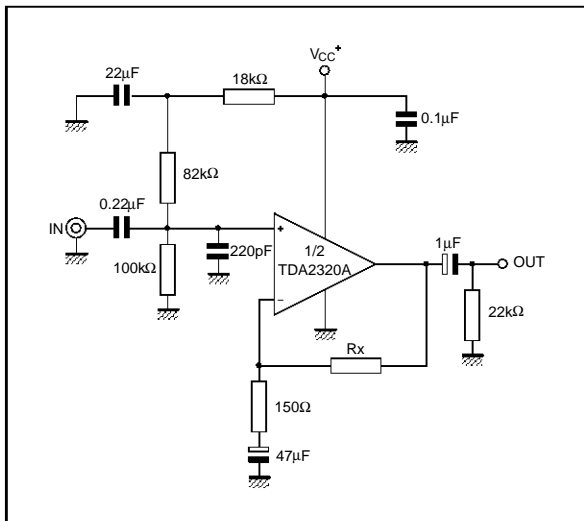 VCC+
22μF
18kΩ
0.1μF
82kΩ
0.22μF
IN
220pF
100kΩ
+
1/2
TDA2320A
−
1μF
OUT
22kΩ
Rx
150Ω
47μF